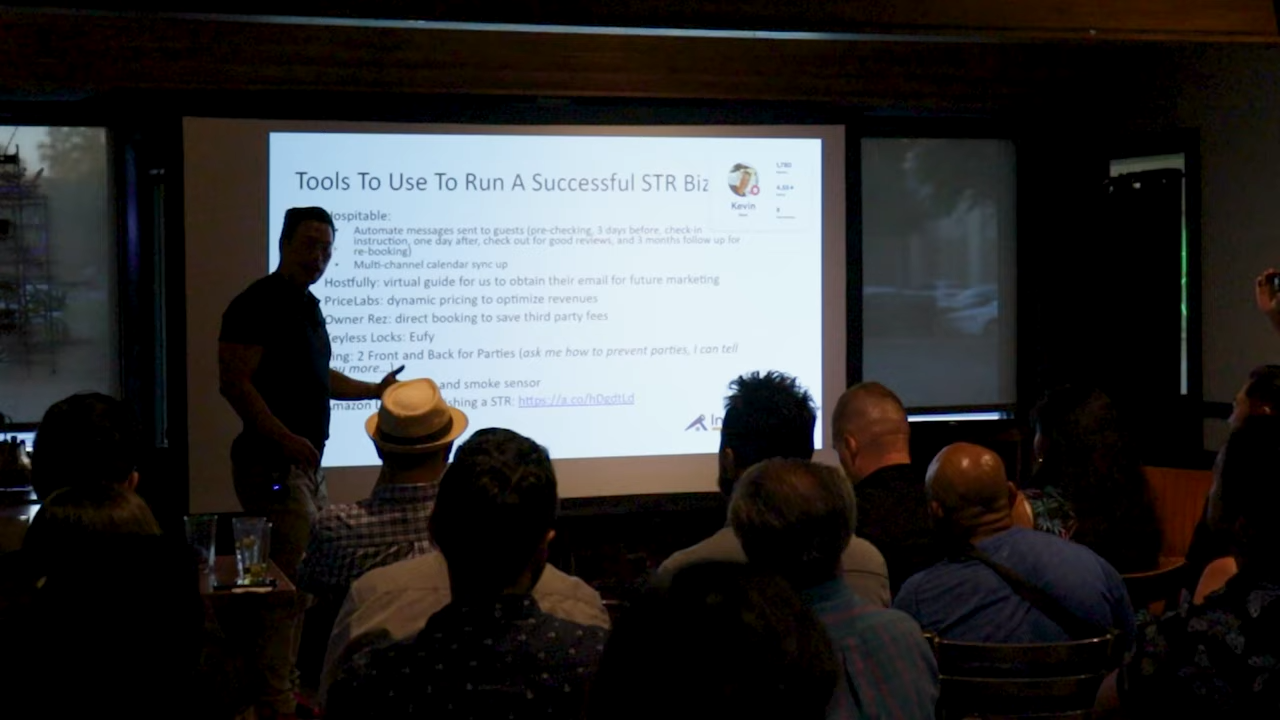 Tools To Use To Run A Successful STR Biz
Kevin
Hospitable:
Automate messages sent to guests (pre-checking, 3 days before, check-in
instruction, one day after, check out for good reviews, and 3 months follow up for
re-booking)
• Multi-channel calendar sync up
Hostfully: virtual guide for us to obtain their email for future marketing
PriceLabs: dynamic pricing to optimize revenues
Owner Rez: direct booking to save third party fees
Keyless Locks: Eufy
Ring: 2 Front and Back for Parties (ask me how to prevent parties, I can tell
you more...)
and smoke sensor
Amazon shing a STR: https://a.co/hDgdtLd
In